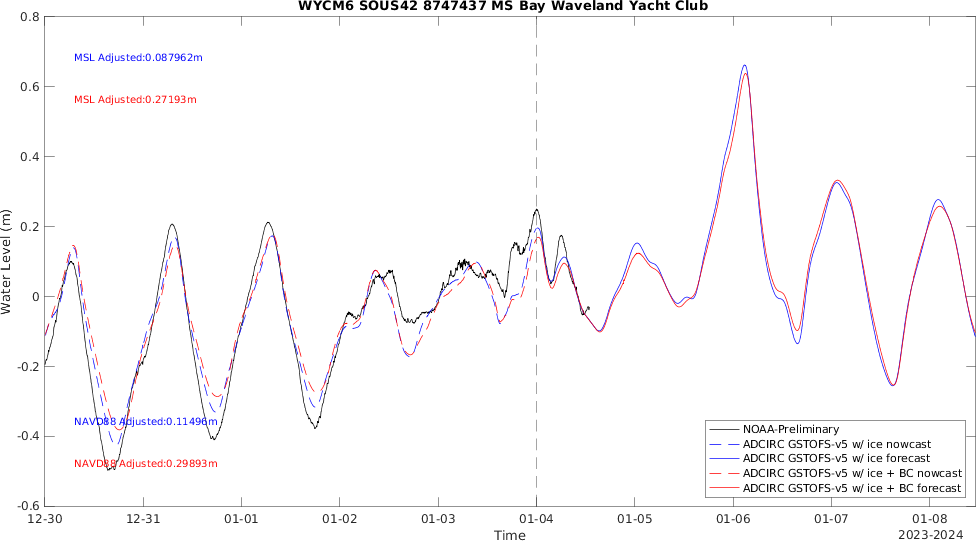 WYCM6 SOUS42 8747437 MS Bay Waveland Yacht Club
0.8
0.6
0.4
0.2
0
-0.2
-0.4
-0.6
Water Level (m)
MSL Adjusted:0.087962m
MSL Adjusted:0.27193m
NAVD88 Adjusted:0.11496m
NAVD88 Adjusted:0.29893m
NOAA-Preliminary
ADCIRC GSTOFS-v5 w/ ice nowcast
ADCIRC GSTOFS-v5 w/ ice forecast
ADCIRC GSTOFS-v5 w/ ice + BC nowcast
ADCIRC GSTOFS-v5 w/ ice + BC forecast
12-30 12-31 01-01 01-02 01-03 01-04 01-05 01-06 01-07 01-08
Time
2023-2024